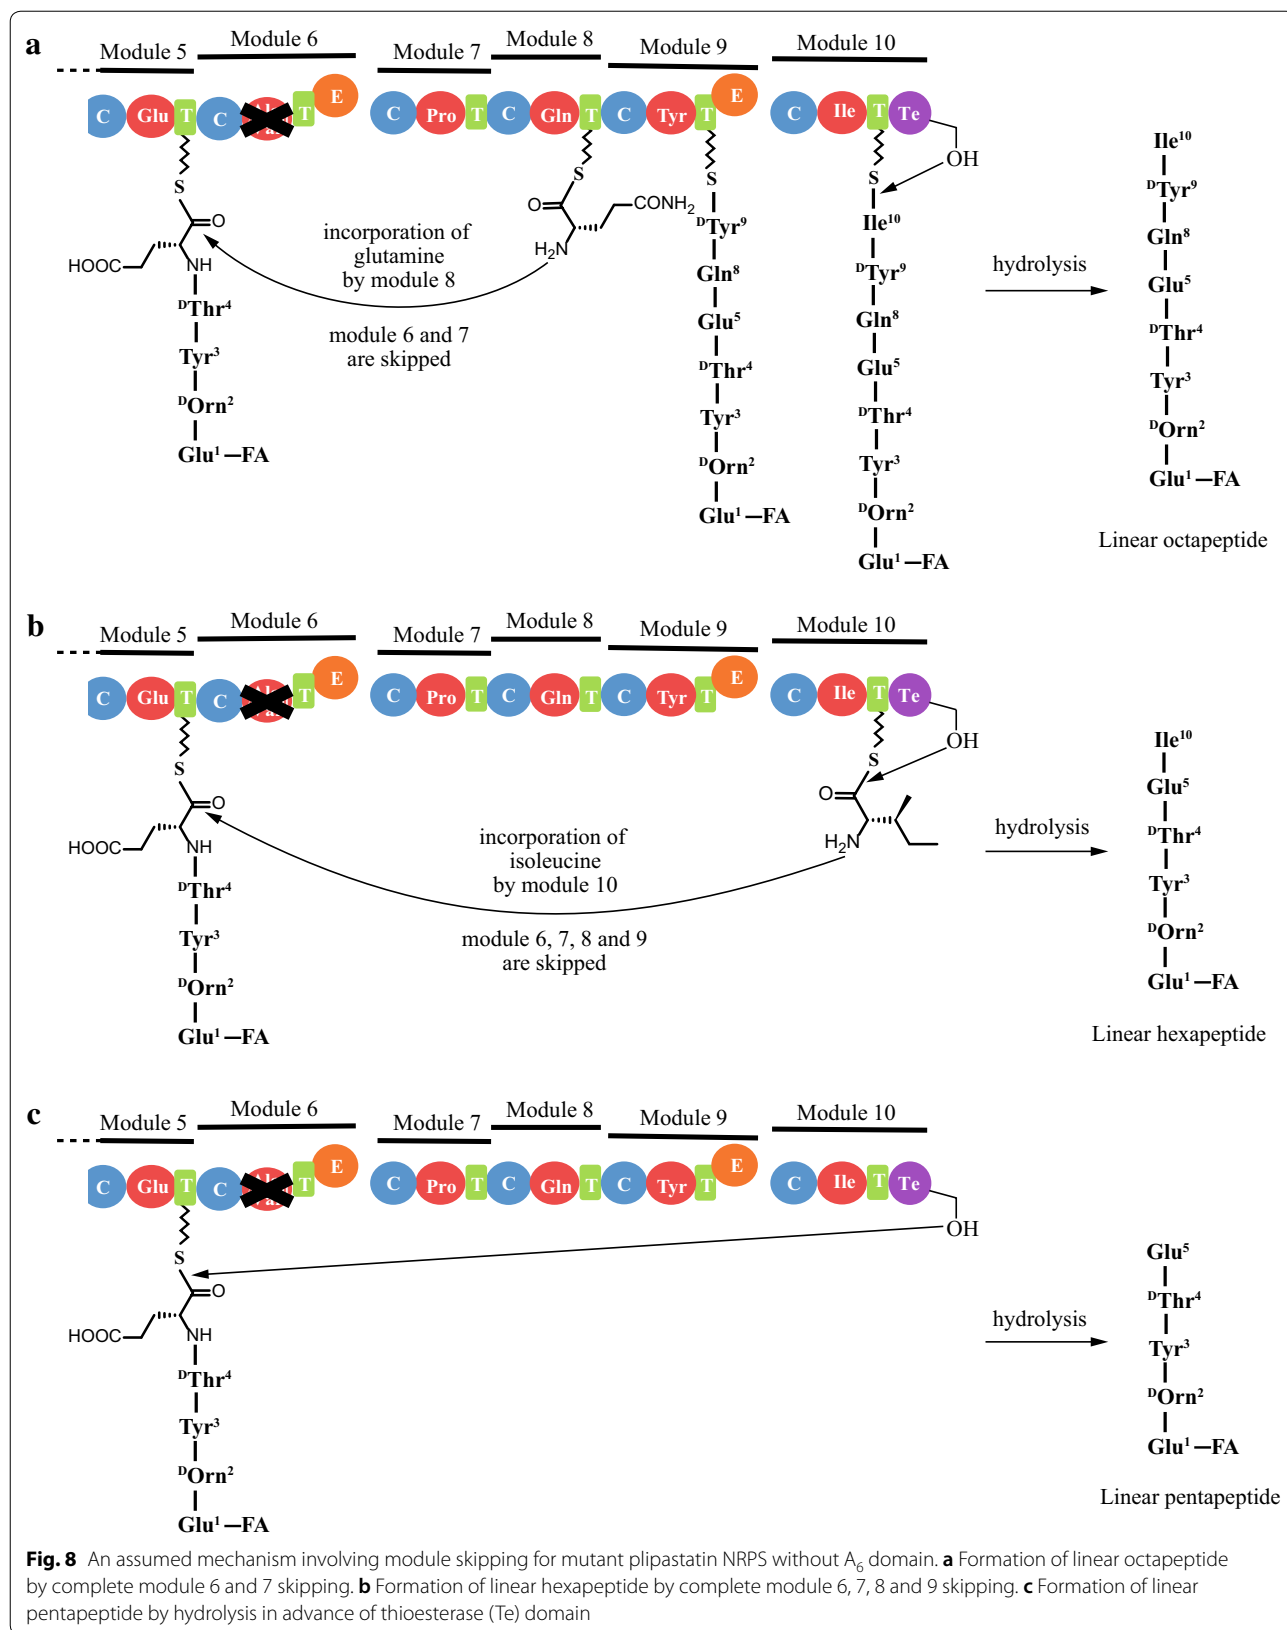 a
Module 5 Module 6 Module 7 Module 8 Module 9 Module 10
C Glu T C T E C Pro T C Gln T C Tyr T E C Ile T Te
OH
S S S S
O O CONH₂
H₂N
HOOC NH
incorporation of
glutamine
by module 8
module 6 and 7
are skipped
ᴰThr⁴
Tyr³
ᴰOrn²
Glu¹—FA
ᴰTyr⁹
Gln⁸
Glu⁵
ᴰThr⁴
Tyr³
ᴰOrn²
Glu¹—FA
Ile¹⁰
ᴰTyr⁹
Gln⁸
Glu⁵
ᴰThr⁴
Tyr³
ᴰOrn²
Glu¹—FA
hydrolysis
Ile¹⁰
ᴰTyr⁹
Gln⁸
Glu⁵
ᴰThr⁴
Tyr³
ᴰOrn²
Glu¹—FA
Linear octapeptide
b
Module 5 Module 6 Module 7 Module 8 Module 9 Module 10
C Glu T C T E C Pro T C Gln T C Tyr T E C Ile T Te
OH
S S
O O
HOOC NH H₂N
incorporation of
isoleucine
by module 10
module 6, 7, 8 and 9
are skipped
ᴰThr⁴
Tyr³
ᴰOrn²
Glu¹—FA
hydrolysis
Ile¹⁰
Glu⁵
ᴰThr⁴
Tyr³
ᴰOrn²
Glu¹—FA
Linear hexapeptide
c
Module 5 Module 6 Module 7 Module 8 Module 9 Module 10
C Glu T C T E C Pro T C Gln T C Tyr T E C Ile T Te
OH
S
O
HOOC NH
ᴰThr⁴
Tyr³
ᴰOrn²
Glu¹—FA
hydrolysis
Glu⁵
ᴰThr⁴
Tyr³
ᴰOrn²
Glu¹—FA
Linear pentapeptide
Fig. 8 An assumed mechanism involving module skipping for mutant plipastatin NRPS without A₆ domain. a Formation of linear octapeptide
by complete module 6 and 7 skipping. b Formation of linear hexapeptide by complete module 6, 7, 8 and 9 skipping. c Formation of linear
pentapeptide by hydrolysis in advance of thioesterase (Te) domain